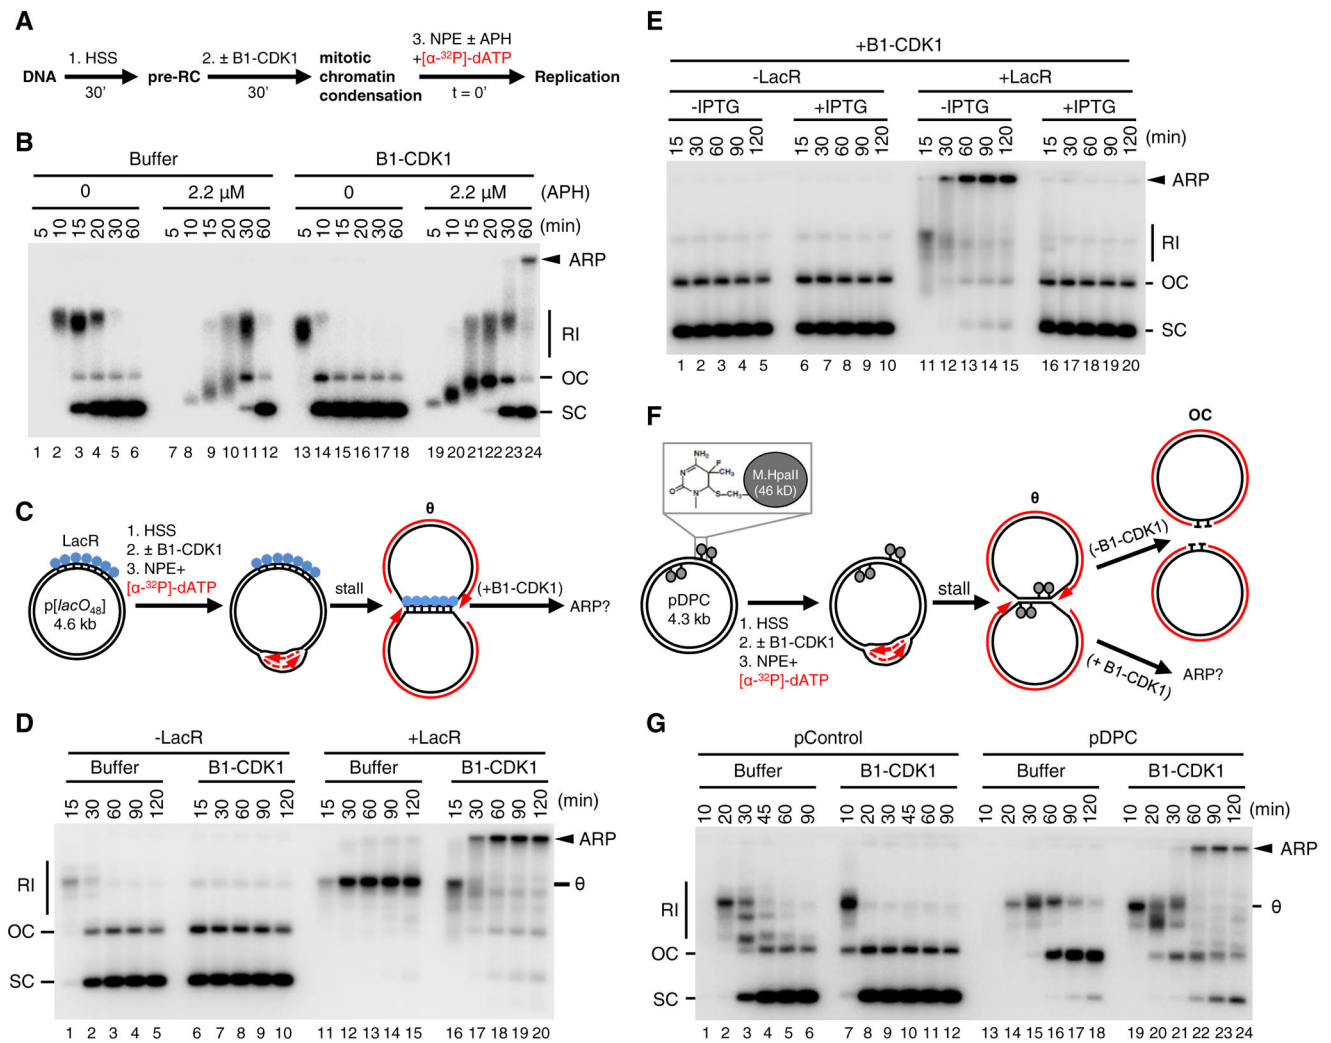 A
DNA
1. HSS
30'
pre-RC
2. ± B1-CDK1
30'
mitotic
chromatin
condensation
3. NPE ± APH
+[α-³²P]-dATP
t = 0'
Replication
B
Buffer B1-CDK1
0 2.2 µM 0 2.2 µM (APH)
5 10 15 20 30 60 5 10 15 20 30 60 5 10 15 20 30 60 5 10 15 20 30 60 (min)
ARP
RI
OC
SC
1 2 3 4 5 6 7 8 9 10 11 12 13 14 15 16 17 18 19 20 21 22 23 24
C
LacR
p[lacO₄₈]
4.6 kb
1. HSS
2. ± B1-CDK1
3. NPE+
[α-³²P]-dATP
stall
θ
(+B1-CDK1)
ARP?
D
-LacR +LacR
Buffer B1-CDK1 Buffer B1-CDK1
15 30 60 90 120 15 30 60 90 120 15 30 60 90 120 15 30 60 90 120 (min)
ARP
RI
θ
OC
SC
1 2 3 4 5 6 7 8 9 10 11 12 13 14 15 16 17 18 19 20
E
+B1-CDK1
-LacR +LacR
-IPTG +IPTG -IPTG +IPTG
15 30 60 90 120 15 30 60 90 120 15 30 60 90 120 15 30 60 90 120 (min)
ARP
RI
OC
SC
1 2 3 4 5 6 7 8 9 10 11 12 13 14 15 16 17 18 19 20
F
NH₂
F
N
CH₃
O
N
S
CH₂
M.HpaII
(46 kD)
pDPC
4.3 kb
1. HSS
2. ± B1-CDK1
3. NPE+
[α-³²P]-dATP
stall
θ
(-B1-CDK1)
OC
(+ B1-CDK1)
ARP?
G
pControl pDPC
Buffer B1-CDK1 Buffer B1-CDK1
10 20 30 45 60 90 10 20 30 45 60 90 10 20 30 60 90 120 10 20 30 60 90 120 (min)
ARP
RI
θ
OC
SC
1 2 3 4 5 6 7 8 9 10 11 12 13 14 15 16 17 18 19 20 21 22 23 24